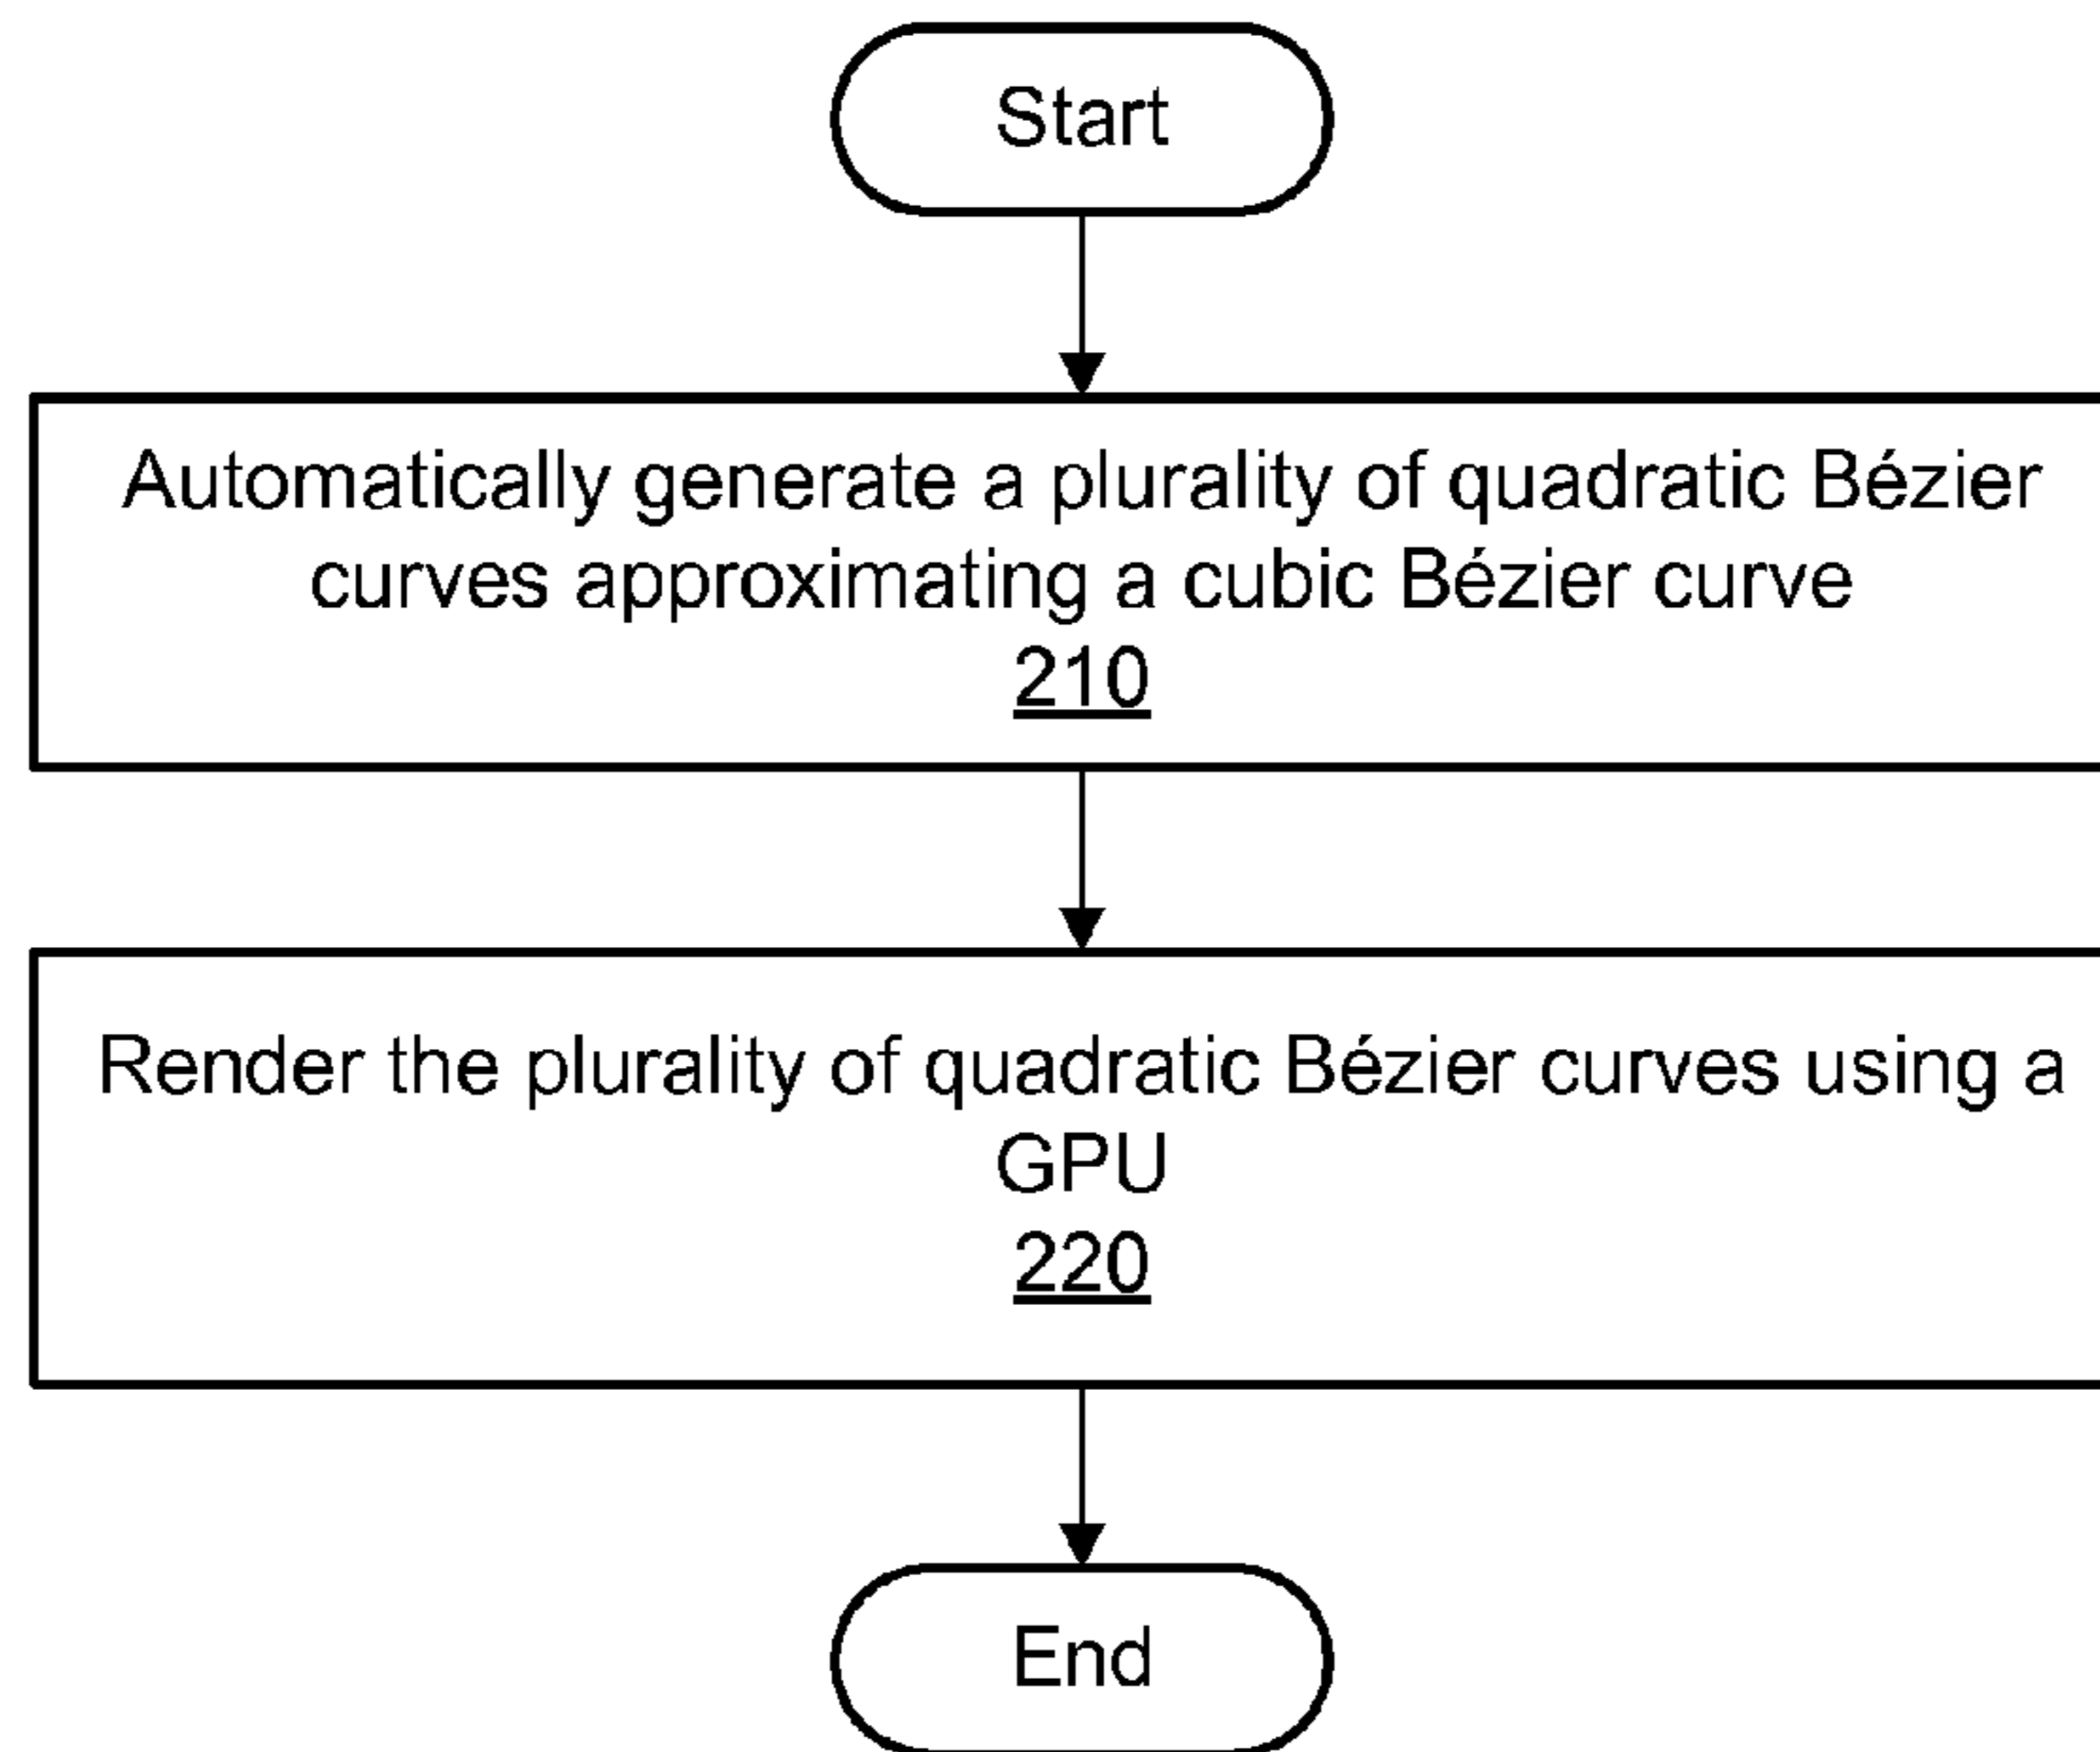 Start
Automatically generate a plurality of quadratic Bézier
curves approximating a cubic Bézier curve
210
Render the plurality of quadratic Bézier curves using a
GPU
220
End